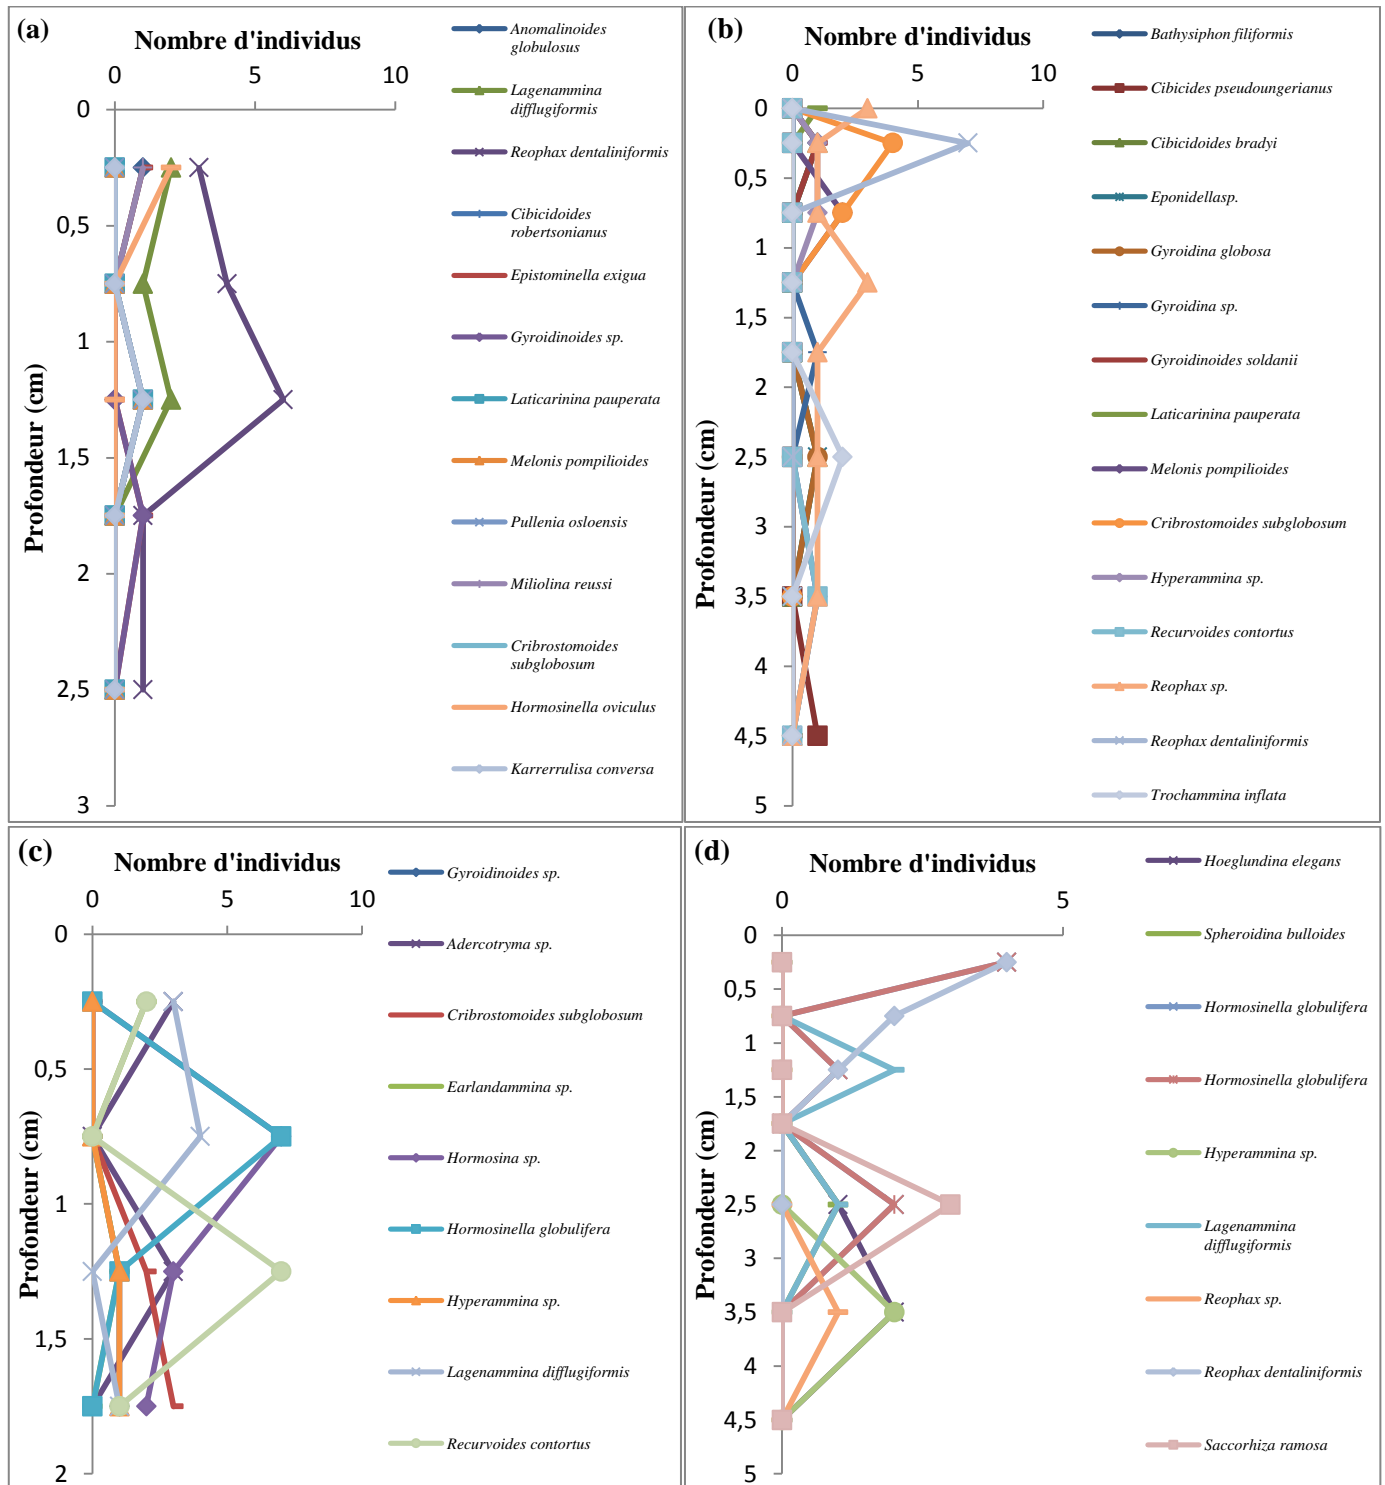 (a)
Nombre d'individus
0 5 10
0
0,5
1
1,5
2
2,5
3
Profondeur (cm)
Anomalinoides
globulosus
Lagenammina
difflugiformis
Reophax dentaliniformis
Cibicidoides
robertsonianus
Epistominella exigua
Gyroidinoides sp.
Laticarinina pauperata
Melonis pompilioides
Pullenia osloensis
Miliolina reussi
Cribrostomoides
subglobosum
Hormosinella oviculus
Karrerrulisa conversa
(b)
Nombre d'individus
0 5 10
0
0,5
1
1,5
2
2,5
3
3,5
4
4,5
5
Profondeur (cm)
Bathysiphon filiformis
Cibicides pseudoungerianus
Cibicidoides bradyi
Eponidellasp.
Gyroidina globosa
Gyroidina sp.
Gyroidinoides soldanii
Laticarinina pauperata
Melonis pompilioides
Cribrostomoides subglobosum
Hyperammina sp.
Recurvoides contortus
Reophax sp.
Reophax dentaliniformis
Trochammina inflata
(c)
Nombre d'individus
0 5 10
0
0,5
1
1,5
2
Profondeur (cm)
Gyroidinoides sp.
Adercotryma sp.
Cribrostomoides subglobosum
Earlandammina sp.
Hormosina sp.
Hormosinella globulifera
Hyperammina sp.
Lagenammina difflugiformis
Recurvoides contortus
(d)
Nombre d'individus
0 5
0
0,5
1
1,5
2
2,5
3
3,5
4
4,5
5
Profondeur (cm)
Hoeglundina elegans
Spheroidina bulloides
Hormosinella globulifera
Hormosinella globulifera
Hyperammina sp.
Lagenammina
difflugiformis
Reophax sp.
Reophax dentaliniformis
Saccorhiza ramosa